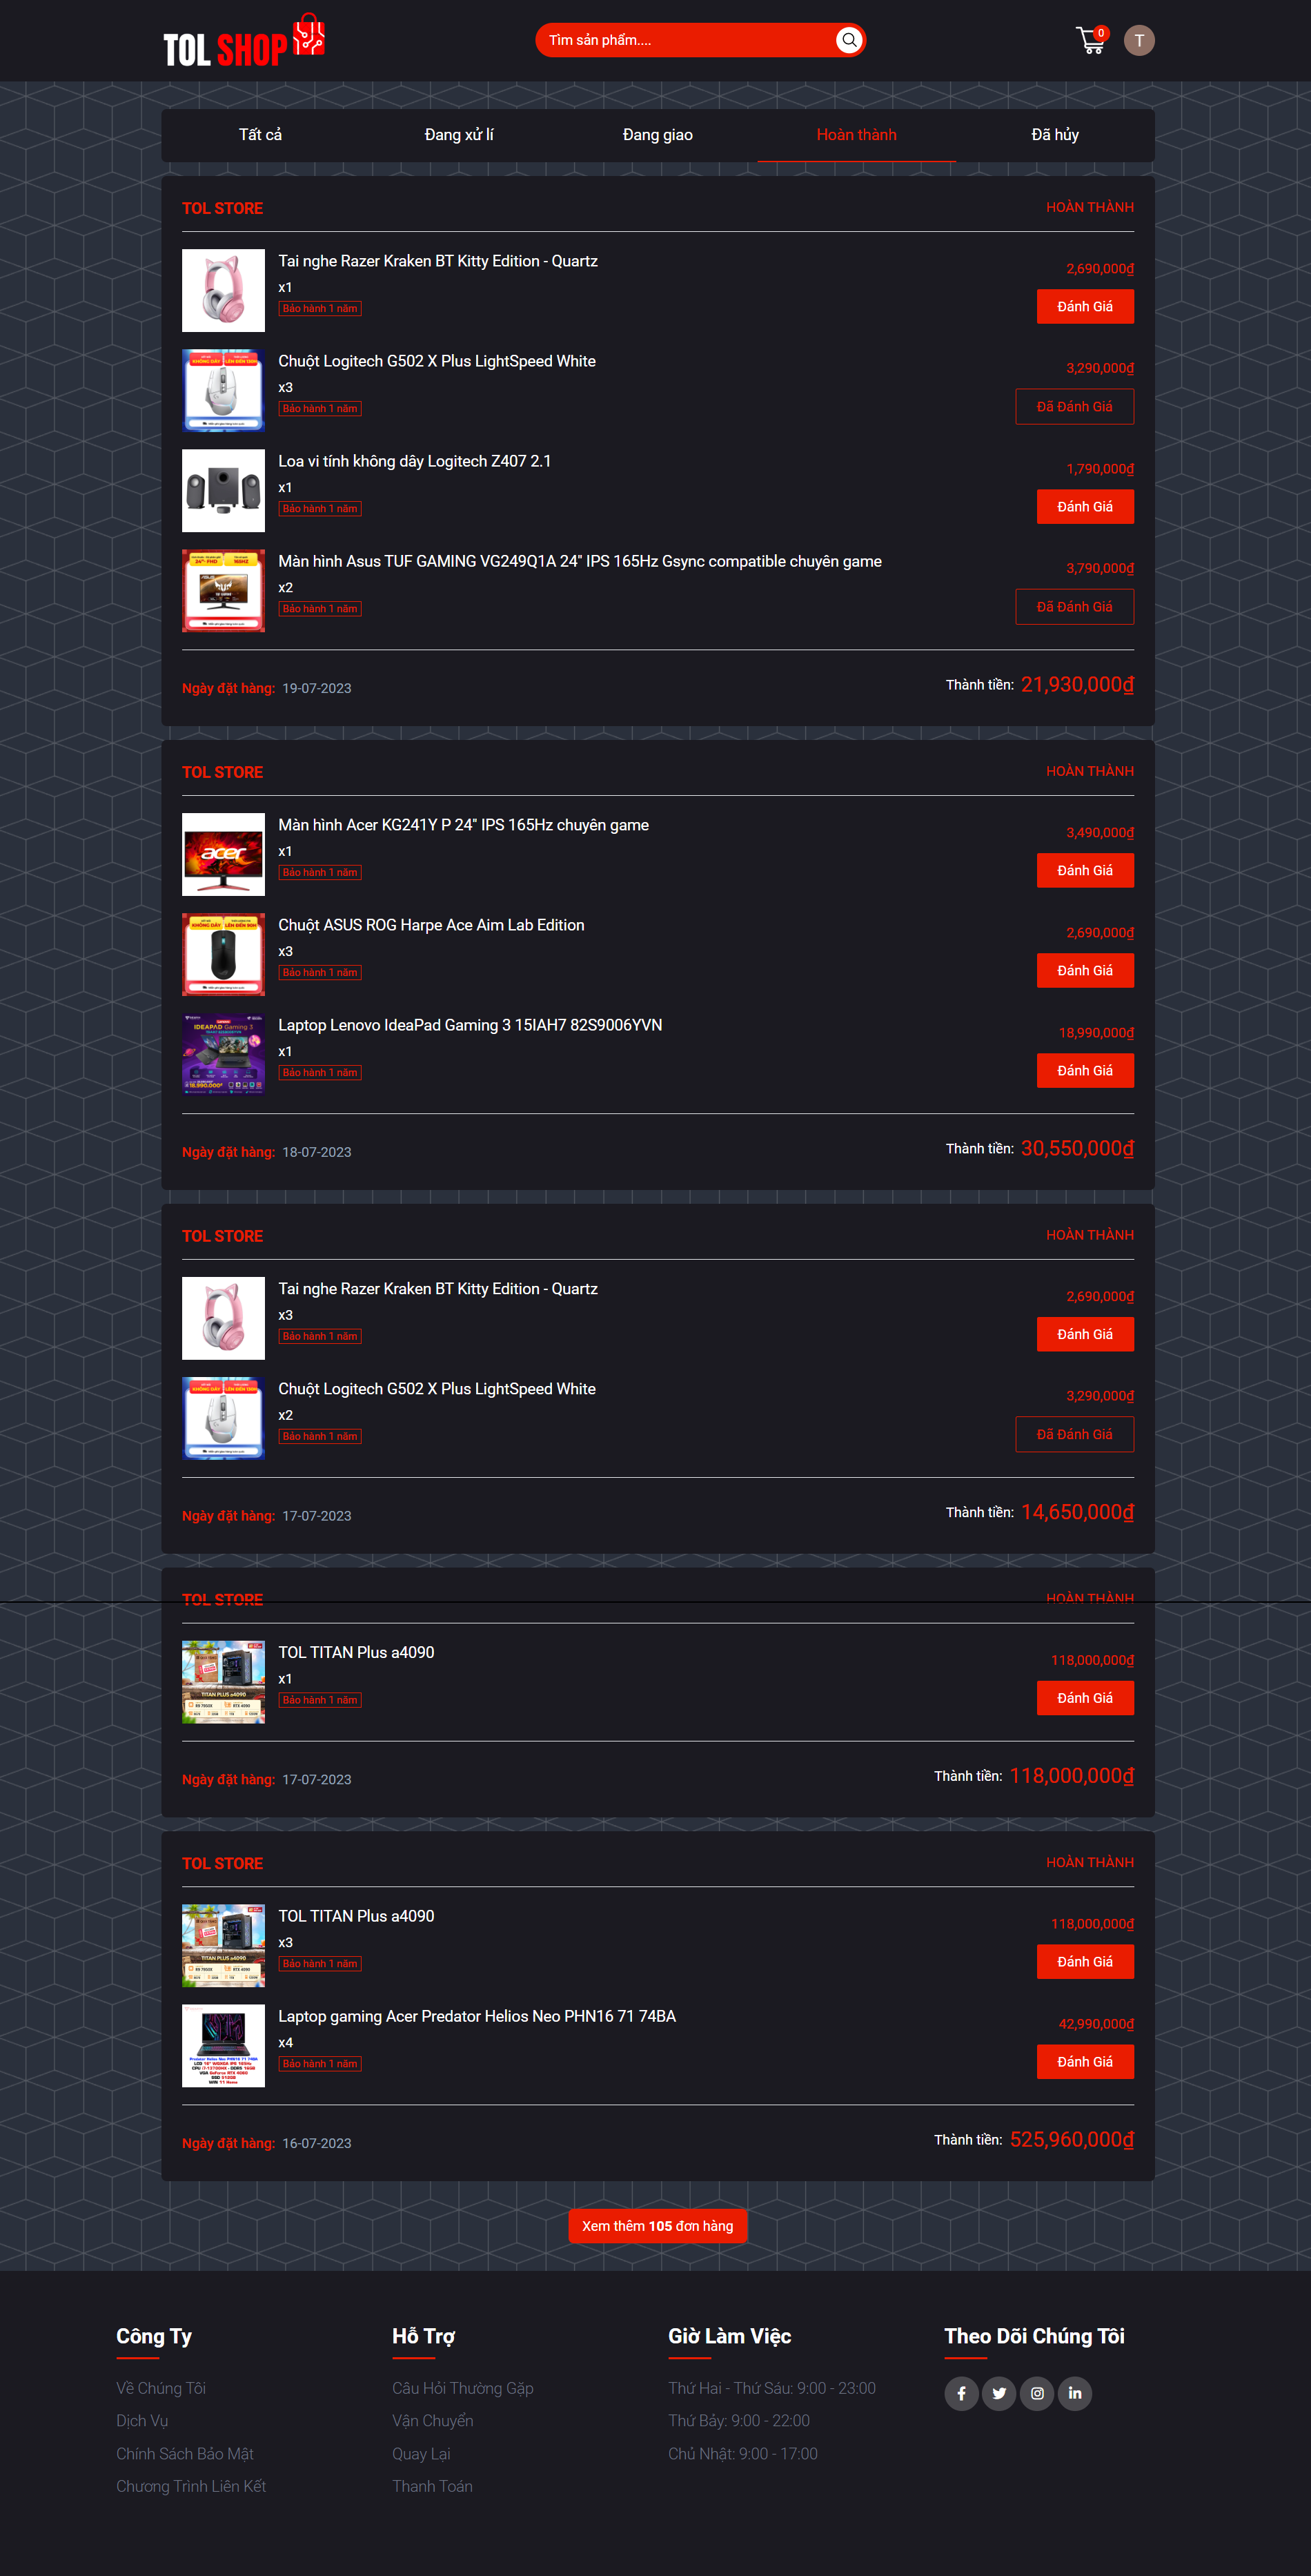 TOL SHOP
Tìm sản phẩm....
0
T
Tất cả
Đang xử lí
Đang giao
Hoàn thành
Đã hủy
TOL STORE
HOÀN THÀNH
Tai nghe Razer Kraken BT Kitty Edition - Quartz
x1
Bảo hành 1 năm
2,690,000₫
Đánh Giá
Chuột Logitech G502 X Plus LightSpeed White
x3
Bảo hành 1 năm
3,290,000₫
Đã Đánh Giá
Loa vi tính không dây Logitech Z407 2.1
x1
Bảo hành 1 năm
1,790,000₫
Đánh Giá
Màn hình Asus TUF GAMING VG249Q1A 24" IPS 165Hz Gsync compatible chuyên game
x2
Bảo hành 1 năm
3,790,000₫
Đã Đánh Giá
Ngày đặt hàng: 19-07-2023
Thành tiền: 21,930,000₫
TOL STORE
HOÀN THÀNH
acer
Màn hình Acer KG241Y P 24" IPS 165Hz chuyên game
x1
Bảo hành 1 năm
3,490,000₫
Đánh Giá
Chuột ASUS ROG Harpe Ace Aim Lab Edition
x3
Bảo hành 1 năm
2,690,000₫
Đánh Giá
IDEAPAD Gaming 3
Laptop Lenovo IdeaPad Gaming 3 15IAH7 82S9006YVN
x1
Bảo hành 1 năm
18,990,000₫
Đánh Giá
Ngày đặt hàng: 18-07-2023
Thành tiền: 30,550,000₫
TOL STORE
HOÀN THÀNH
Tai nghe Razer Kraken BT Kitty Edition - Quartz
x3
Bảo hành 1 năm
2,690,000₫
Đánh Giá
Chuột Logitech G502 X Plus LightSpeed White
x2
Bảo hành 1 năm
3,290,000₫
Đã Đánh Giá
Ngày đặt hàng: 17-07-2023
Thành tiền: 14,650,000₫
TOL STORE
HOÀN THÀNH
TITAN PLUS a4090
TOL TITAN Plus a4090
x1
Bảo hành 1 năm
118,000,000₫
Đánh Giá
Ngày đặt hàng: 17-07-2023
Thành tiền: 118,000,000₫
TOL STORE
HOÀN THÀNH
TITAN PLUS a4090
TOL TITAN Plus a4090
x3
Bảo hành 1 năm
118,000,000₫
Đánh Giá
Laptop gaming Acer Predator Helios Neo PHN16 71 74BA
x4
Bảo hành 1 năm
42,990,000₫
Đánh Giá
Ngày đặt hàng: 16-07-2023
Thành tiền: 525,960,000₫
Xem thêm 105 đơn hàng
Công Ty
Về Chúng Tôi
Dịch Vụ
Chính Sách Bảo Mật
Chương Trình Liên Kết
Hỗ Trợ
Câu Hỏi Thường Gặp
Vận Chuyển
Quay Lại
Thanh Toán
Giờ Làm Việc
Thứ Hai - Thứ Sáu: 9:00 - 23:00
Thứ Bảy: 9:00 - 22:00
Chủ Nhật: 9:00 - 17:00
Theo Dõi Chúng Tôi